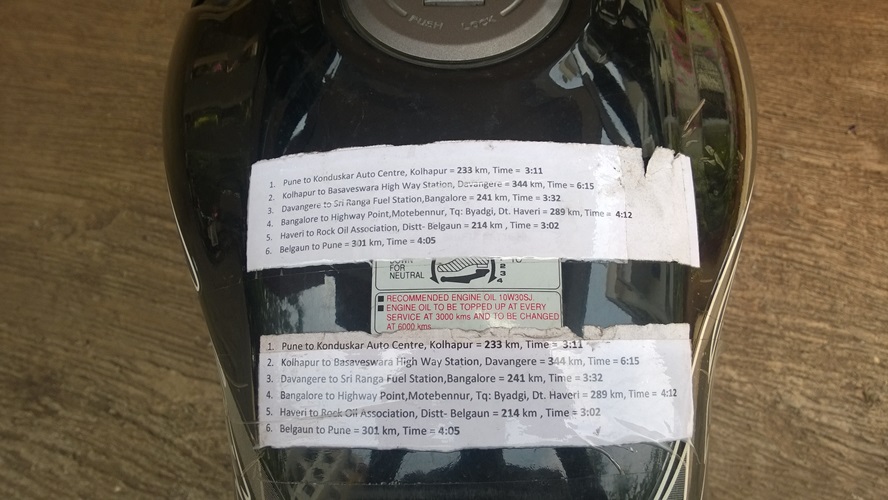 PUSH LOCK
1. Pune to Konduskar Auto Centre, Kolhapur = 233 km, Time = 3:11
2. Kolhapur to Basaveswara High Way Station, Davangere = 344 km, Time = 6:15
3. Davangere to Sri Ranga Fuel Station,Bangalore = 241 km, Time = 3:32
4. Bangalore to Highway Point,Motebennur, Tq: Byadgi, Dt. Haveri = 289 km, Time = 4:12
5. Haveri to Rock Oil Association, Distt- Belgaun = 214 km , Time = 3:02
6. Belgaun to Pune = 301 km, Time = 4:05
DOWN TO
FOR 2
NEUTRAL 3
4
■ RECOMMENDED ENGINE OIL 10W30SJ
■ ENGINE OIL TO BE TOPPED UP AT EVERY
SERVICE AT 3000 kms AND TO BE CHANGED
AT 6000 kms
1. Pune to Konduskar Auto Centre, Kolhapur = 233 km, Time = 3:11
2. Kolhapur to Basaveswara High Way Station, Davangere = 344 km, Time = 6:15
3. Davangere to Sri Ranga Fuel Station,Bangalore = 241 km, Time = 3:32
4. Bangalore to Highway Point,Motebennur, Tq: Byadgi, Dt. Haveri = 289 km, Time = 4:12
5. Haveri to Rock Oil Association, Distt- Belgaun = 214 km , Time = 3:02
6. Belgaun to Pune = 301 km, Time = 4:05